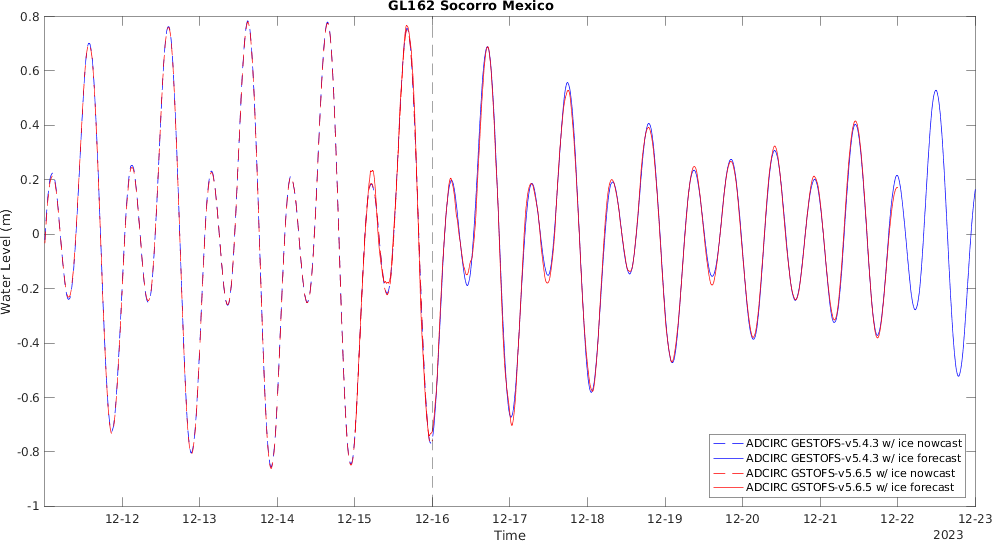 GL162 Socorro Mexico
Water Level (m)
0.8
0.6
0.4
0.2
0
-0.2
-0.4
-0.6
-0.8
-1
ADCIRC GESTOFS-v5.4.3 w/ ice nowcast
ADCIRC GESTOFS-v5.4.3 w/ ice forecast
ADCIRC GSTOFS-v5.6.5 w/ ice nowcast
ADCIRC GSTOFS-v5.6.5 w/ ice forecast
12-12 12-13 12-14 12-15 12-16 12-17 12-18 12-19 12-20 12-21 12-22 12-23
Time
2023